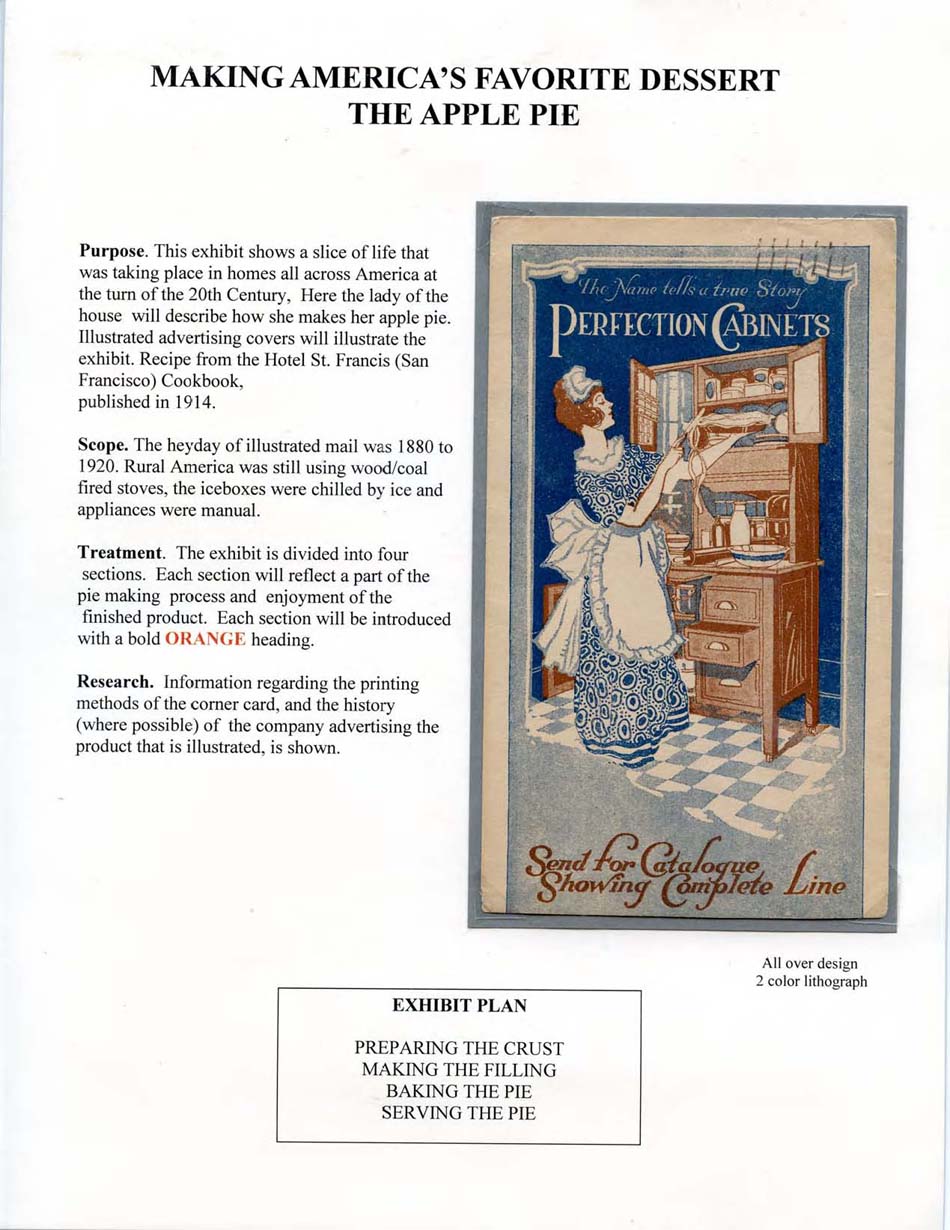 MAKING AMERICA'S FAVORITE DESSERT
THE APPLE PIE
Purpose. This exhibit shows a slice of life that
was taking place in homes all across America at
the turn of the 20th Century, Here the lady of the
house will describe how she makes her apple pie.
Illustrated advertising covers will illustrate the
exhibit. Recipe from the Hotel St. Francis (San
Francisco) Cookbook,
published in 1914.
Scope. The heyday of illustrated mail was 1880 to
1920. Rural America was still using wood/coal
fired stoves, the iceboxes were chilled by ice and
appliances were manual.
Treatment. The exhibit is divided into four
sections. Each section will reflect a part of the
pie making process and enjoyment of the
finished product. Each section will be introduced
with a bold ORANGE heading.
Research. Information regarding the printing
methods of the corner card, and the history
(where possible) of the company advertising the
product that is illustrated, is shown.
The Name tells a true Story
PERFECTION CABINETS
Send for Catalogue
Showing Complete Line
All over design
2 color lithograph
EXHIBIT PLAN
PREPARING THE CRUST
MAKING THE FILLING
BAKING THE PIE
SERVING THE PIE